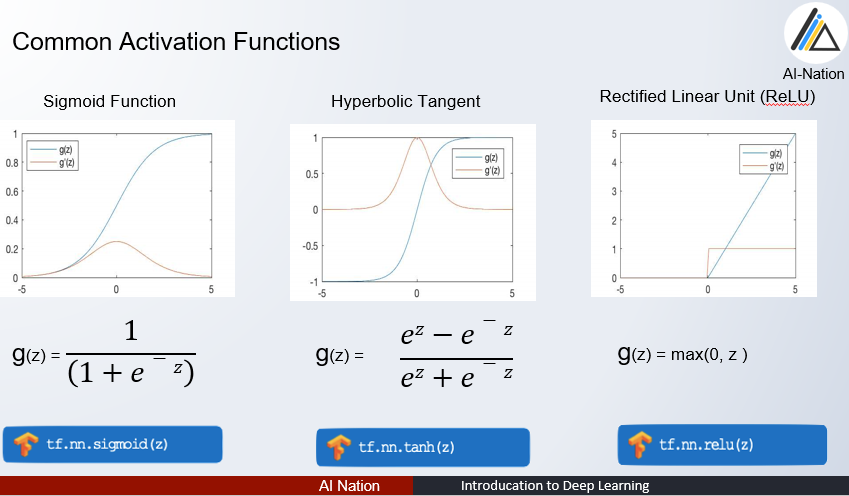 Common Activation Functions
AI-Nation
Sigmoid Function
Hyperbolic Tangent
Rectified Linear Unit (ReLU)
1
0.8
0.6
0.4
0.2
0
-5
0
5
g(z)
g'(z)
1
0.5
0
-0.5
-1
-5
0
5
g(z)
g'(z)
5
4
3
2
1
0
-5
0
5
g(z)
g'(z)
g(z) = 1 / (1 + e⁻ᶻ)
g(z) = (eᶻ − e⁻ᶻ) / (eᶻ + e⁻ᶻ)
g(z) = max(0, z )
tf.nn.sigmoid(z)
tf.nn.tanh(z)
tf.nn.relu(z)
AI Nation
Introducation to Deep Learning